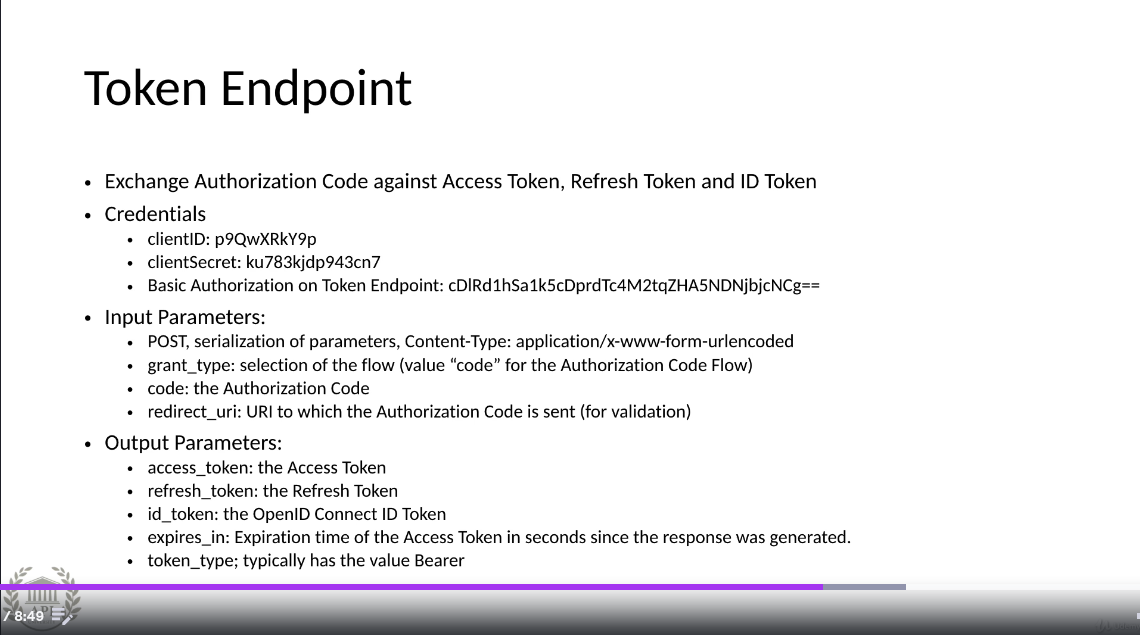 Token Endpoint
• Exchange Authorization Code against Access Token, Refresh Token and ID Token
• Credentials
• clientID: p9QwXRkY9p
• clientSecret: ku783kjdp943cn7
• Basic Authorization on Token Endpoint: cDlRd1hSa1k5cDprdTc4M2tqZHA5NDNjbjcNCg==
• Input Parameters:
• POST, serialization of parameters, Content-Type: application/x-www-form-urlencoded
• grant_type: selection of the flow (value “code” for the Authorization Code Flow)
• code: the Authorization Code
• redirect_uri: URI to which the Authorization Code is sent (for validation)
• Output Parameters:
• access_token: the Access Token
• refresh_token: the Refresh Token
• id_token: the OpenID Connect ID Token
• expires_in: Expiration time of the Access Token in seconds since the response was generated.
• token_type; typically has the value Bearer
API
/ 8:49